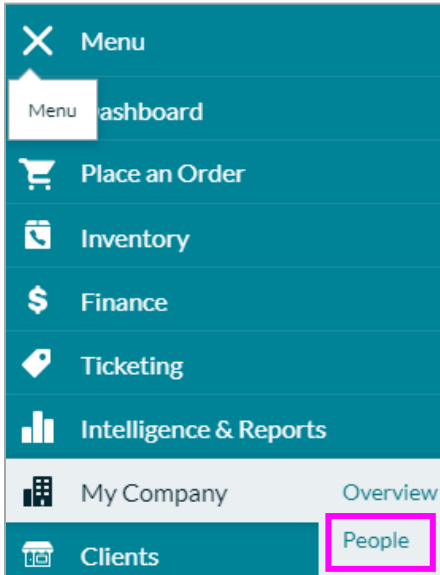 Menu
Menu
ashboard
Place an Order
Inventory
$ Finance
Ticketing
Intelligence & Reports
My Company Overview
People
Clients